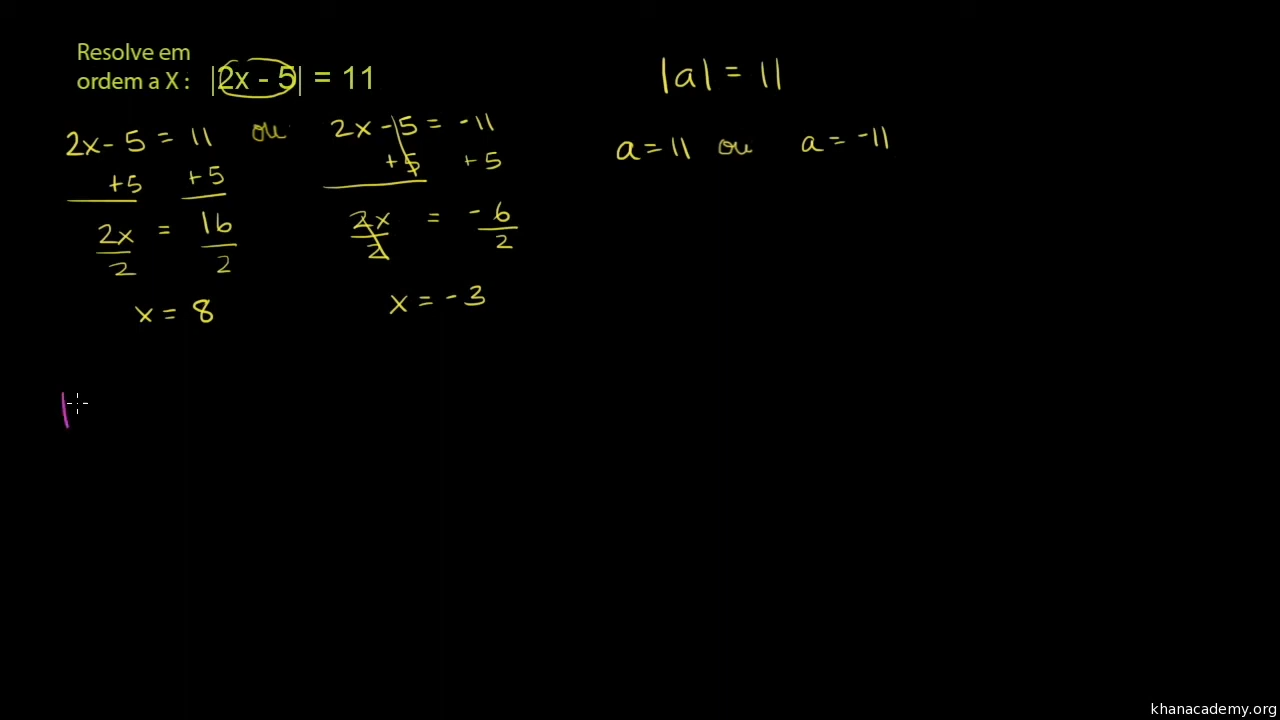 Resolve em
ordem a X : |2x - 5| = 11
|a| = 11
2x - 5 = 11 ou 2x - 5 = -11
a = 11 ou a = -11
+5 +5 +5 +5
2x = 16 2x = -6
2 2 2 2
x = 8 x = -3
khanacademy.org